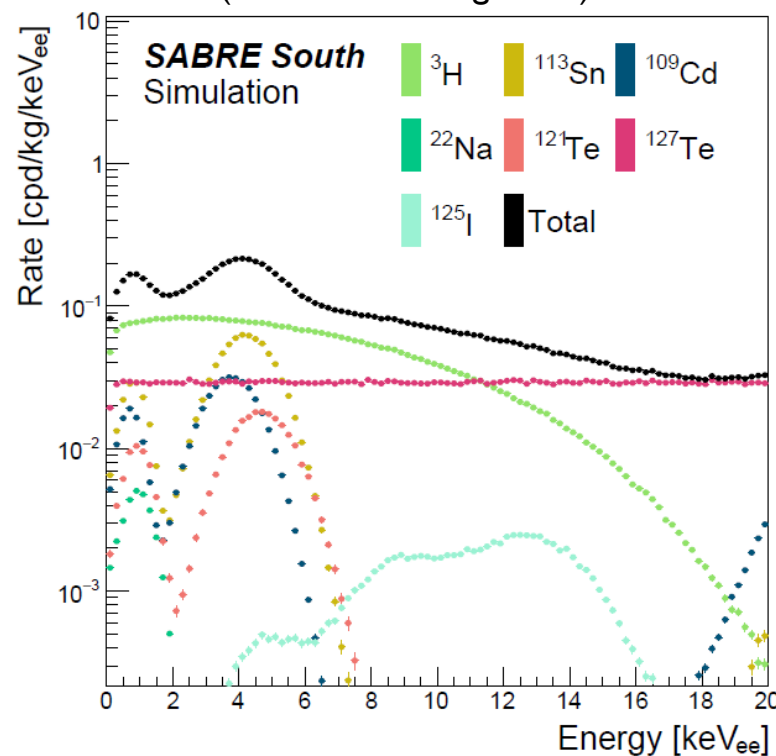 SABRE South
Simulation
³H
¹¹³Sn
¹⁰⁹Cd
²²Na
¹²¹Te
¹²⁷Te
¹²⁵I
Total
Rate [cpd/kg/keVₑₑ]
10
1
10⁻¹
10⁻²
10⁻³
0 2 4 6 8 10 12 14 16 18 20
Energy [keVₑₑ]